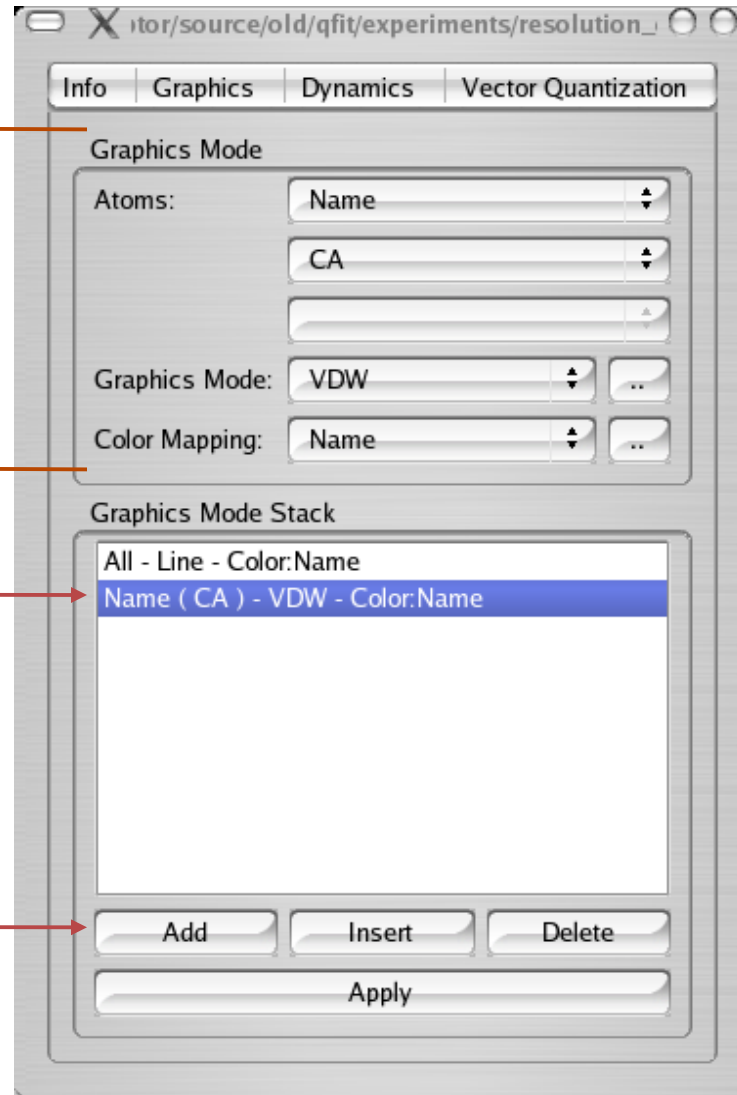 tor/source/old/qfit/experiments/resolution_
Info Graphics Dynamics Vector Quantization
Graphics Mode
Atoms: Name
CA
Graphics Mode: VDW ..
Color Mapping: Name ..
Graphics Mode Stack
All - Line - Color:Name
Name ( CA ) - VDW - Color:Name
Add Insert Delete
Apply